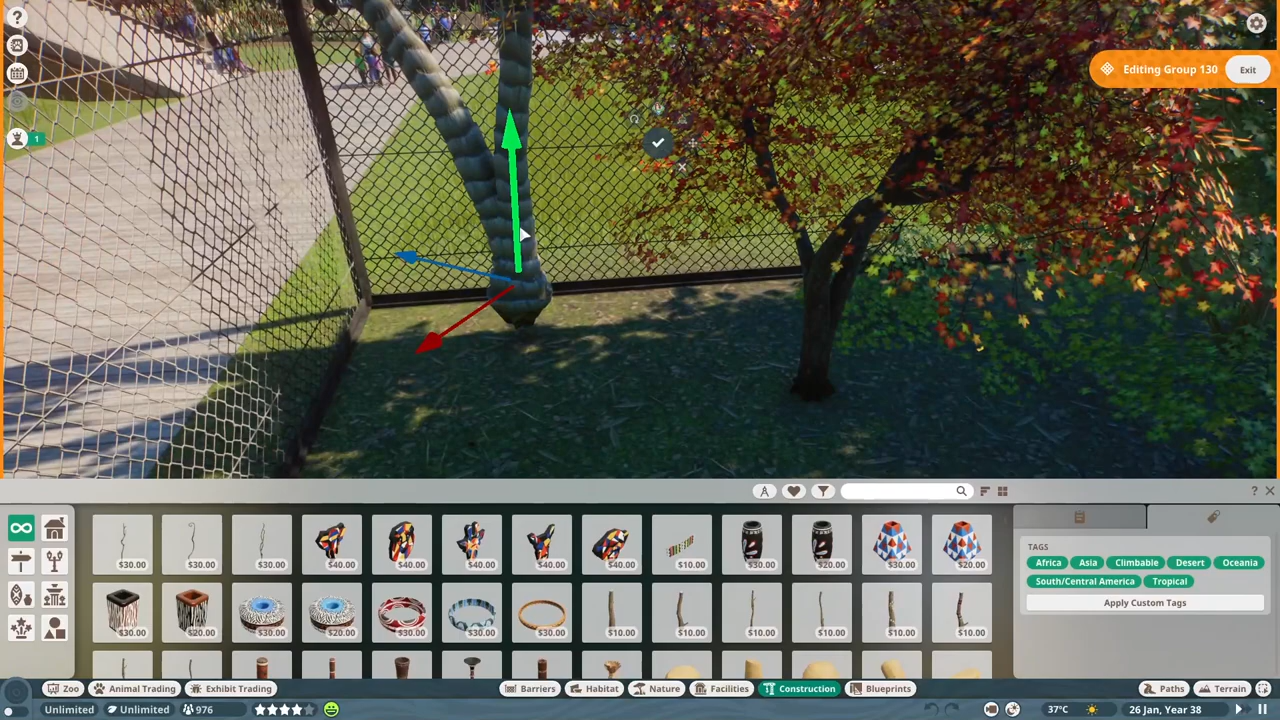 ?
Editing Group 130 Exit
1
? ×
$30.00 $30.00 $30.00 $40.00 $40.00 $40.00 $40.00 $40.00 $10.00 $30.00 $20.00 $30.00 $20.00
TAGS
Africa Asia Climbable Desert Oceania
South/Central America Tropical
Apply Custom Tags
$30.00 $20.00 $30.00 $20.00 $30.00 $30.00 $30.00 $10.00 $10.00 $10.00 $10.00 $10.00 $10.00
Zoo Animal Trading Exhibit Trading Barriers Habitat Nature Facilities Construction Blueprints Paths Terrain
Unlimited Unlimited 976 37°C 26 Jan, Year 38